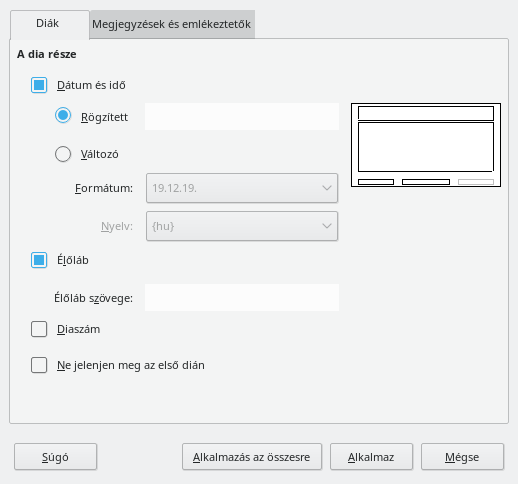 Diák
Megjegyzések és emlékeztetők
A dia része
Dátum és idő
Rögzített
Változó
Formátum:
19.12.19.
Nyelv:
{hu}
Élőláb
Élőláb szövege:
Diaszám
Ne jelenjen meg az első dián
Súgó
Alkalmazás az összesre
Alkalmaz
Mégse